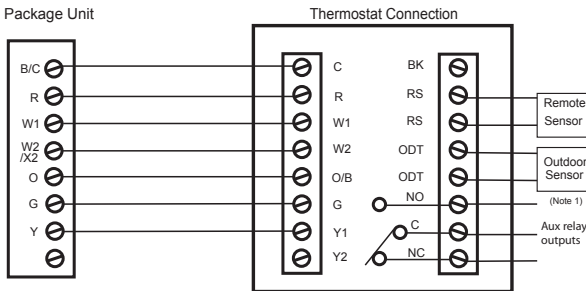 Package Unit
Thermostat Connection
B/C
R
W1
W2
/X2
O
G
Y
C
R
W1
W2
O/B
G
Y1
Y2
BK
RS
RS
ODT
ODT
NO
C
NC
Remote
Sensor
Outdoor
Sensor
(Note 1)
Aux relay
outputs